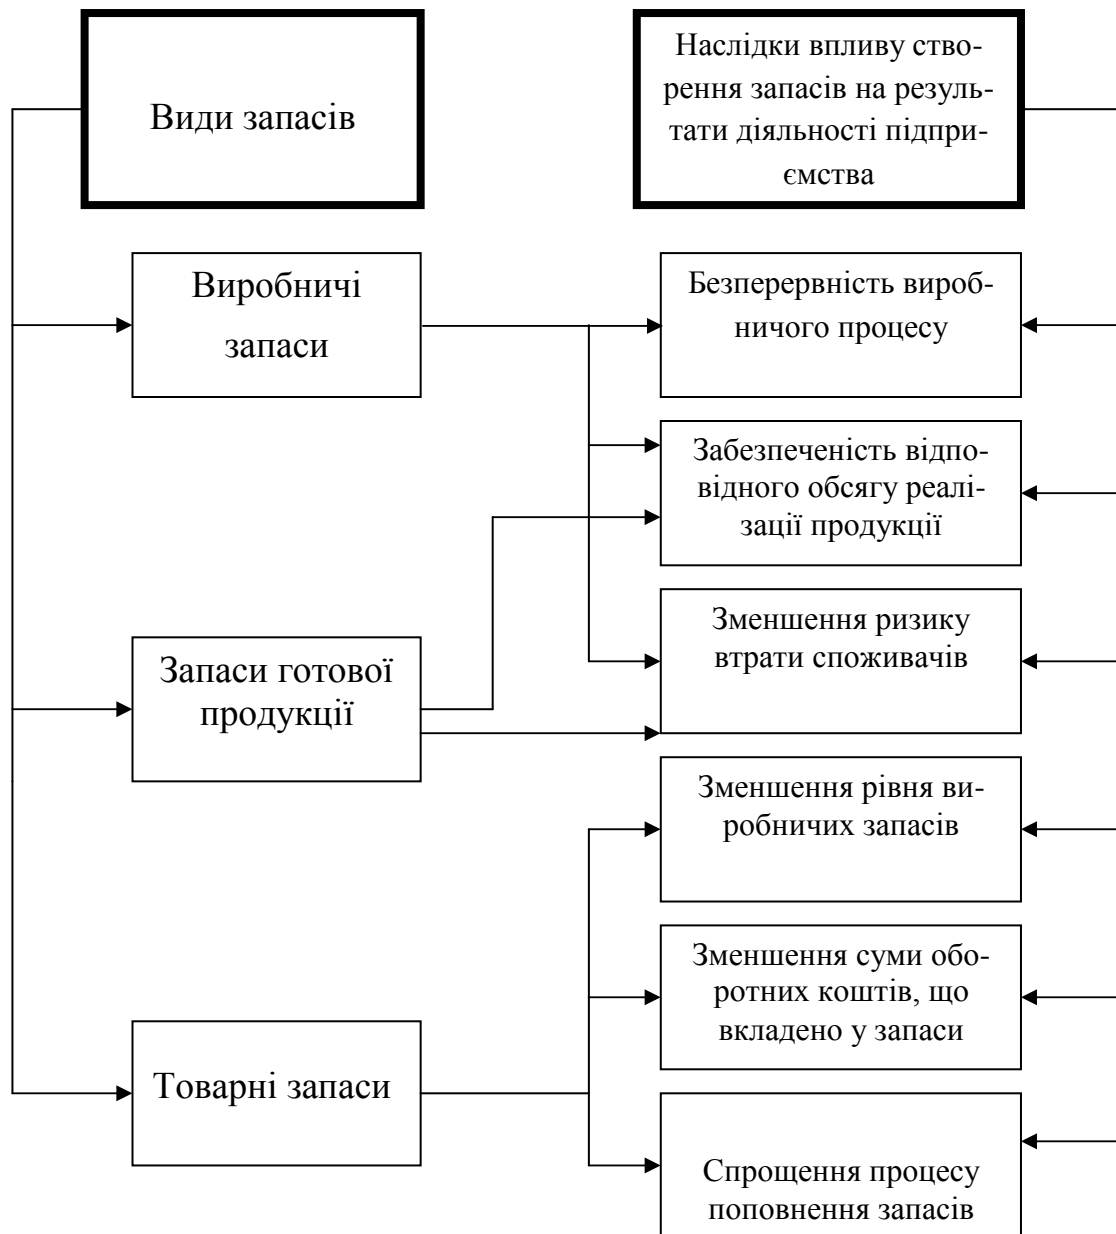 Види запасів
Наслідки впливу ство-
рення запасів на резуль-
тати діяльності підпри-
ємства
Виробничі
запаси
Безперервність вироб-
ничого процесу
Забезпеченість відпо-
відного обсягу реалі-
зації продукції
Запаси готової
продукції
Зменшення ризику
втрати споживачів
Зменшення рівня ви-
робничих запасів
Зменшення суми обо-
ротних коштів, що
вкладено у запаси
Товарні запаси
Спрощення процесу
поповнення запасів